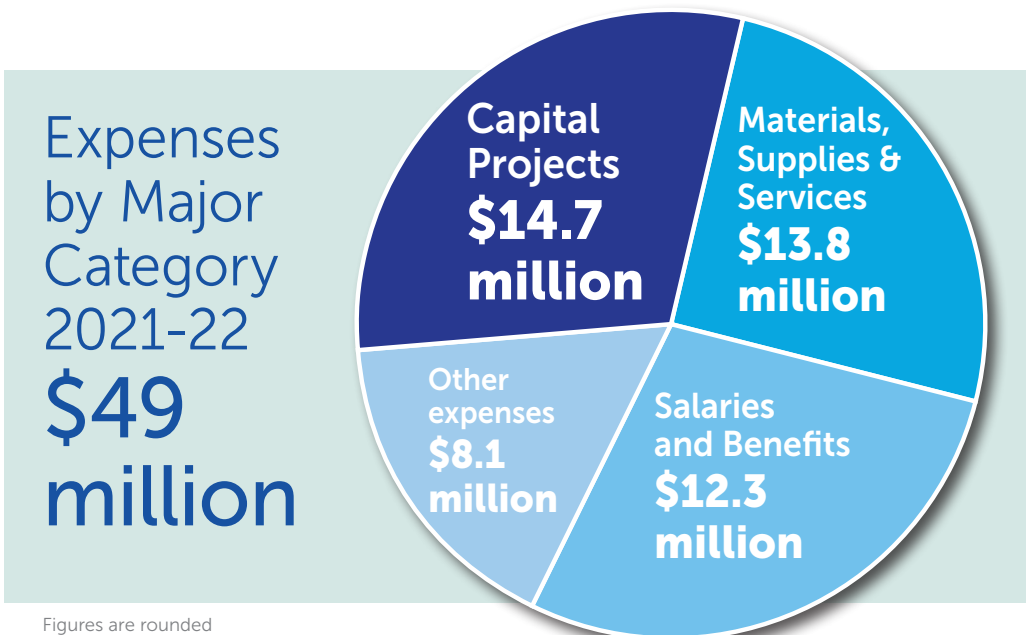 Expenses
by Major
Category
2021-22
$49
million
Capital
Projects
$14.7
million
Materials,
Supplies &
Services
$13.8
million
Other
expenses
$8.1
million
Salaries
and Benefits
$12.3
million
Figures are rounded